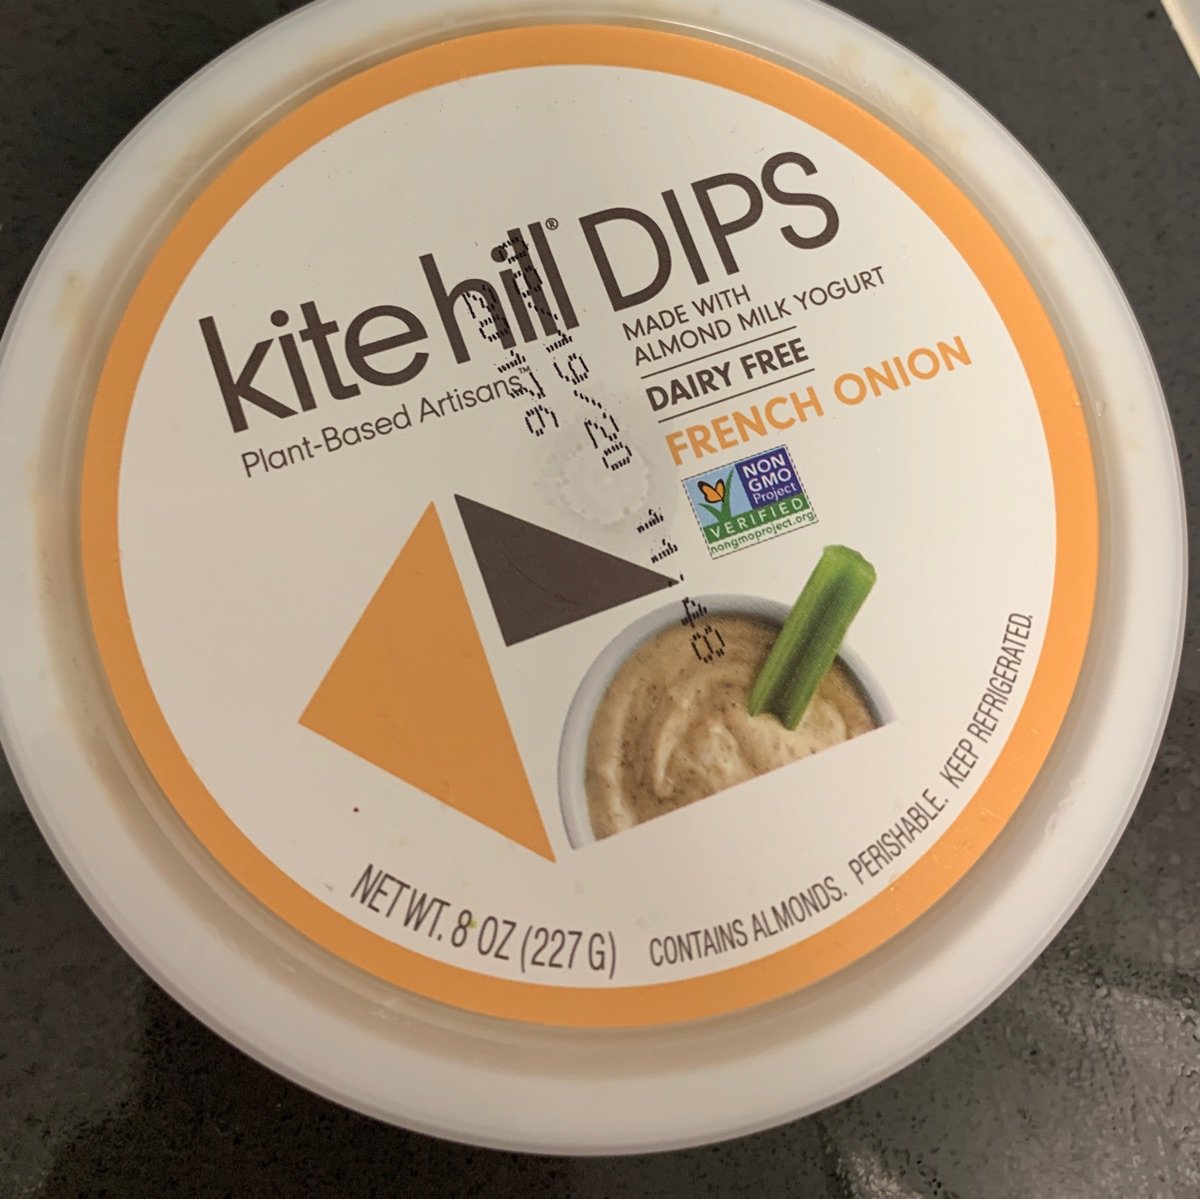 kite hill® DIPS
Plant-Based Artisans™
MADE WITH
ALMOND MILK YOGURT
DAIRY FREE
FRENCH ONION
NON
GMO
Project
VERIFIED
nongmoproject.org
NET WT. 8 OZ (227 G)
CONTAINS ALMONDS. PERISHABLE. KEEP REFRIGERATED.